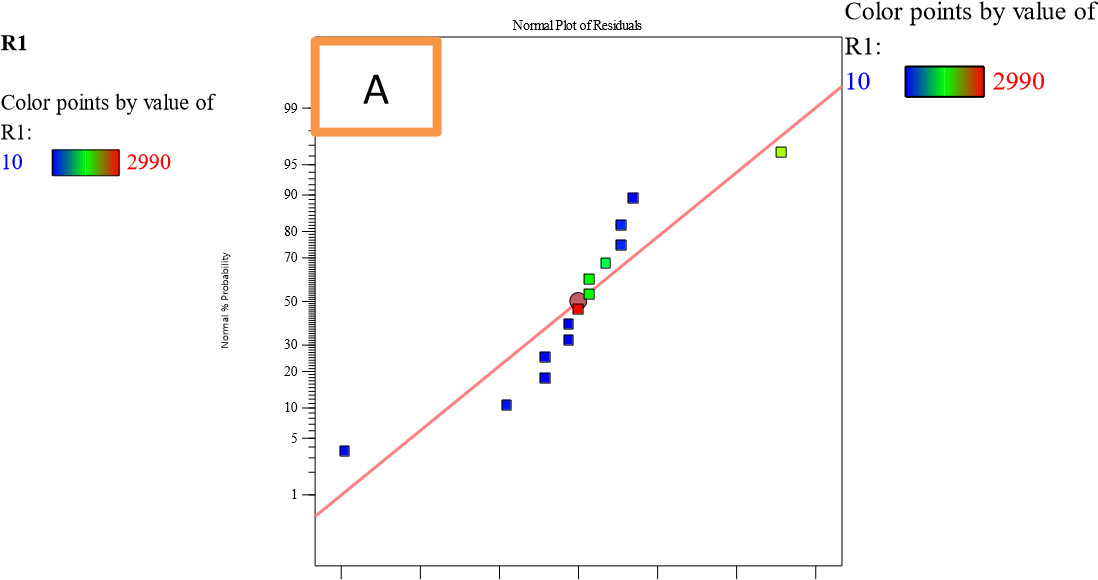 R1
Color points by value of
R1:
10 2990
Normal Plot of Residuals
A
Normal % Probability
99
95
90
80
70
50
30
20
10
5
1
Color points by value of
R1:
10 2990